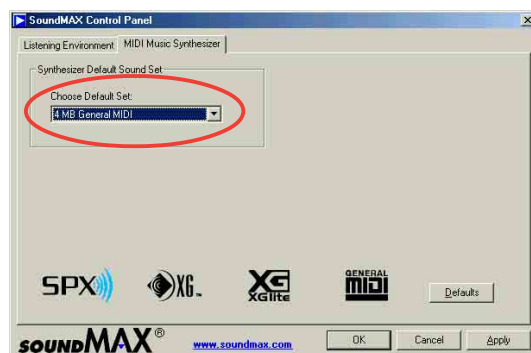 SoundMAX Control Panel
Listening Environment MIDI Music Synthesizer
Synthesizer Default Sound Set
Choose Default Set:
4 MB General MIDI
SPX XG XG XGlite GENERAL MIDI
Defaults
SOUNDMAX® www.soundmax.com OK Cancel Apply